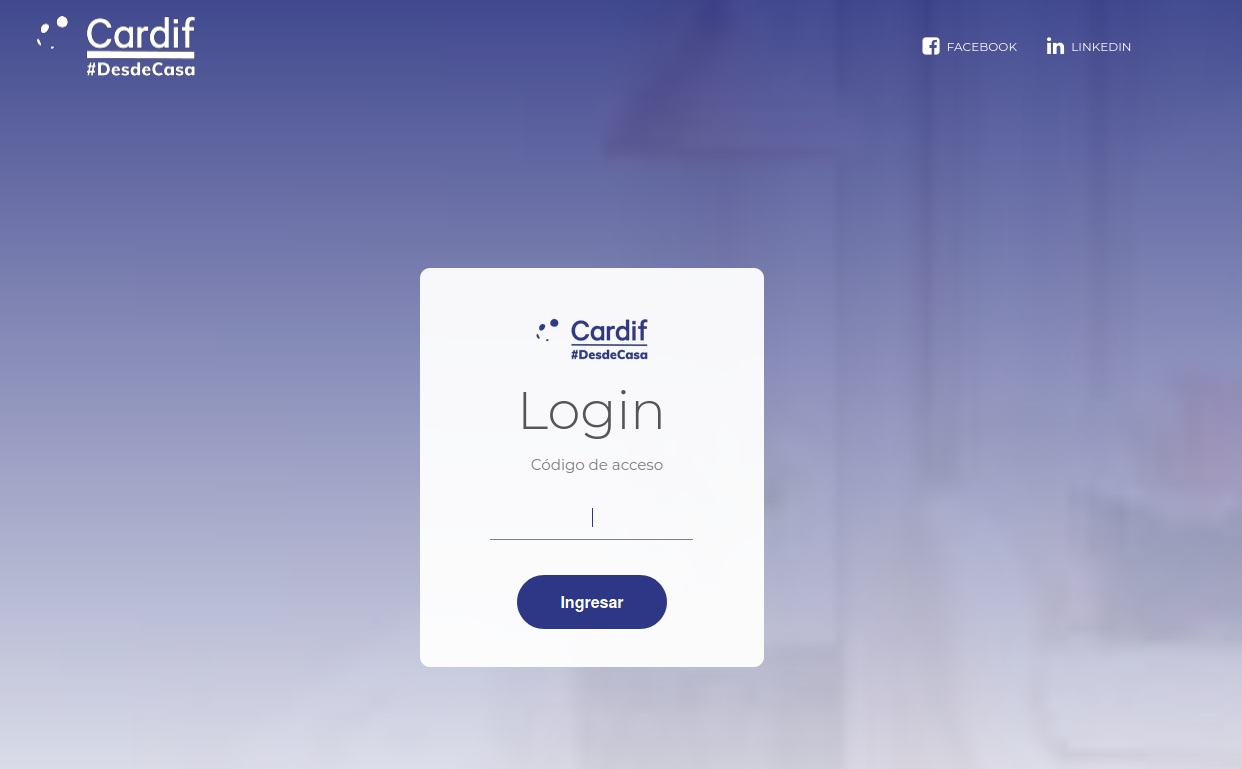 Cardif
#DesdeCasa
FACEBOOK LINKEDIN
Cardif
#DesdeCasa
Login
Código de acceso
Ingresar